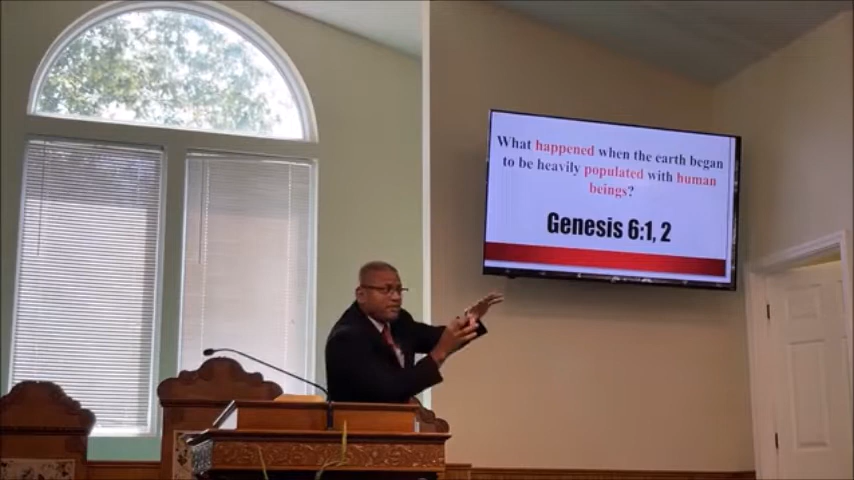 What happened when the earth began
to be heavily populated with human
beings?
Genesis 6:1, 2